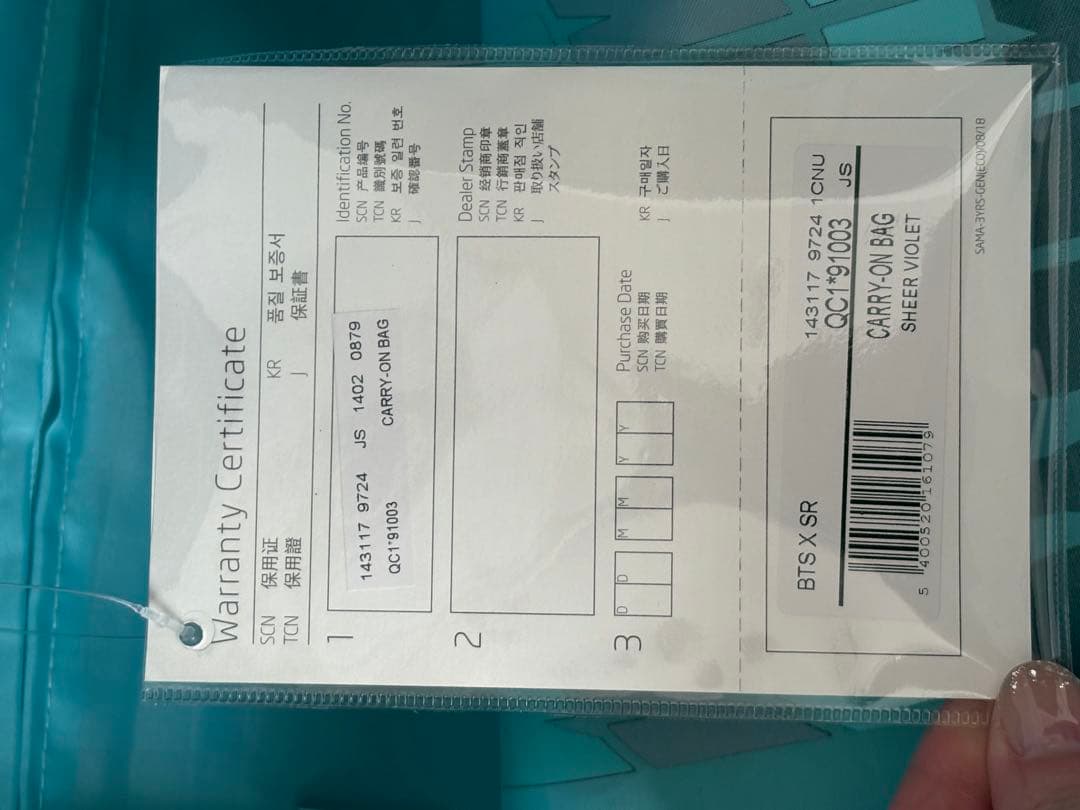 Warranty Certificate
SCN 保用证
TCN 保用證
KR 품질 보증서
J 保証書
1
143117 9724 JS 1402 0879
QC1*91003 CARRY-ON BAG
Identification No.
SCN 产品编号
TCN 識別號碼
KR 보증 일련 번호
J 確認番号
2
Dealer Stamp
SCN 经销商印章
TCN 行銷商蓋章
KR 판매점 직인
J 取り扱い店舗
スタンプ
3
D D M M Y Y
Purchase Date
SCN 购买日期
TCN 購買日期
KR 구매일자
J ご購入日
BTS X SR
143117 9724 1CNU
QC1*91003 JS
CARRY-ON BAG
SHEER VIOLET
5 400520 161079
SAMA-3YRS-GEN(ECO)08/18